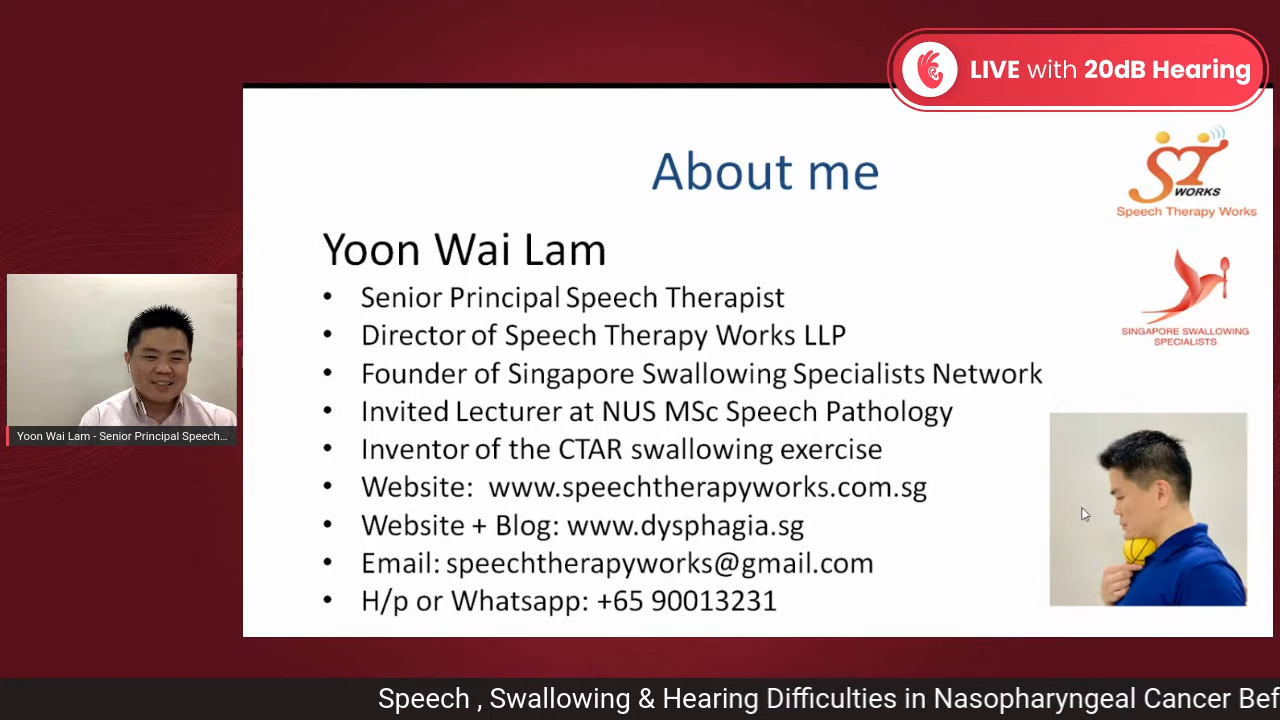 LIVE with 20dB Hearing
About me
WORKS
Speech Therapy Works
Yoon Wai Lam
• Senior Principal Speech Therapist
• Director of Speech Therapy Works LLP
• Founder of Singapore Swallowing Specialists Network
• Invited Lecturer at NUS MSc Speech Pathology
• Inventor of the CTAR swallowing exercise
• Website: www.speechtherapyworks.com.sg
• Website + Blog: www.dysphagia.sg
• Email: speechtherapyworks@gmail.com
• H/p or Whatsapp: +65 90013231
SINGAPORE SWALLOWING
SPECIALISTS
Yoon Wai Lam - Senior Principal Speech...
Speech , Swallowing & Hearing Difficulties in Nasopharyngeal Cancer Bef